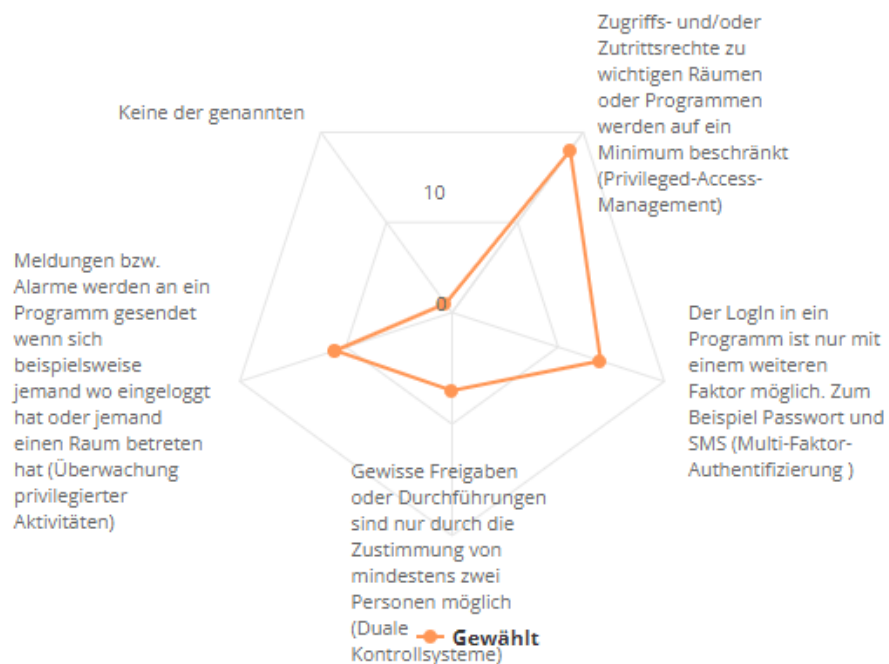 Zugriffs- und/oder
Zutrittsrechte zu
wichtigen Räumen
oder Programmen
werden auf ein
Minimum beschränkt
(Privileged-Access-
Management)
Keine der genannten
10
0
Meldungen bzw.
Alarme werden an ein
Programm gesendet
wenn sich
beispielsweise
jemand wo eingeloggt
hat oder jemand
einen Raum betreten
hat (Überwachung
privilegierter
Aktivitäten)
Der LogIn in ein
Programm ist nur mit
einem weiteren
Faktor möglich. Zum
Beispiel Passwort und
SMS (Multi-Faktor-
Authentifizierung )
Gewisse Freigaben
oder Durchführungen
sind nur durch die
Zustimmung von
mindestens zwei
Personen möglich
(Duale
Kontrollsysteme)
Gewählt